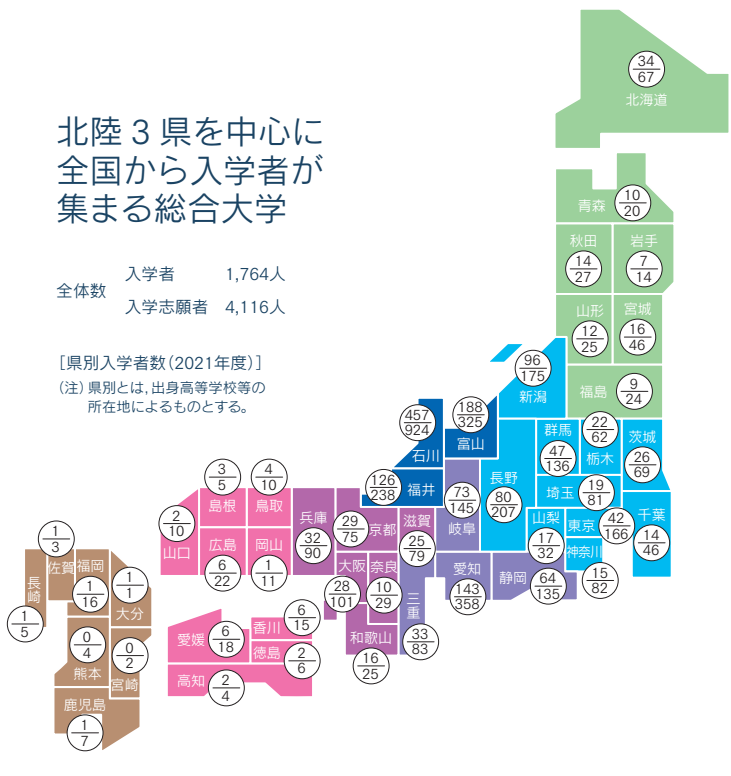 北陸3県を中心に
全国から入学者が
集まる総合大学
全体数
入学者 1,764人
入学志願者 4,116人
[県別入学者数(2021年度)]
(注)県別とは,出身高等学校等の
所在地によるものとする。
34
67
北海道
青森
10
20
秋田
14
27
岩手
7
14
山形
12
25
宮城
16
46
福島
9
24
96
175
新潟
457
924
石川
188
325
富山
126
238
福井
群馬
47
136
22
62
栃木
茨城
26
69
埼玉
19
81
長野
80
207
山梨
17
32
東京
42
166
千葉
14
46
神奈川
15
82
73
145
岐阜
愛知
143
358
静岡
64
135
三重
33
83
滋賀
25
79
京都
29
75
兵庫
32
90
大阪
28
101
奈良
10
29
和歌山
16
25
3
5
島根
4
10
鳥取
2
10
山口
広島
6
22
岡山
1
11
香川
6
15
愛媛
6
18
徳島
2
6
高知
2
4
1
3
佐賀
福岡
1
16
長崎
1
5
1
1
大分
0
4
熊本
0
2
宮崎
鹿児島
1
7